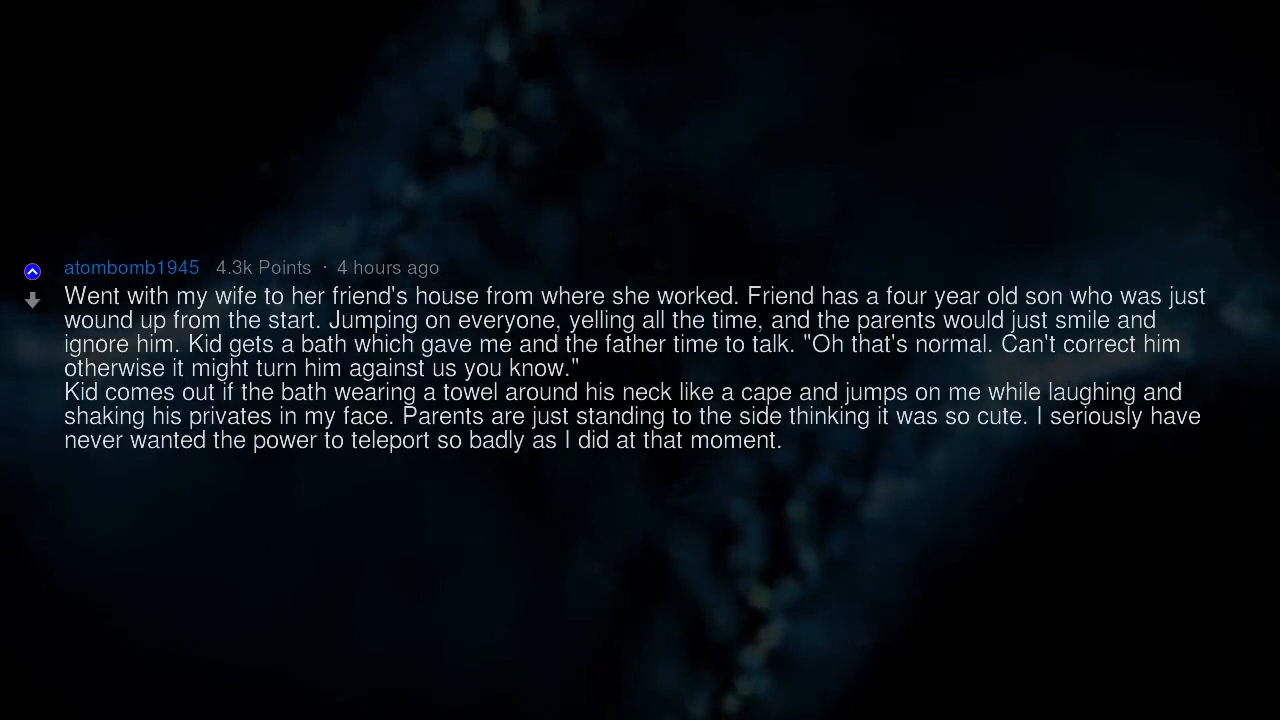 atombomb1945 4.3k Points · 4 hours ago
Went with my wife to her friend's house from where she worked. Friend has a four year old son who was just
wound up from the start. Jumping on everyone, yelling all the time, and the parents would just smile and
ignore him. Kid gets a bath which gave me and the father time to talk. "Oh that's normal. Can't correct him
otherwise it might turn him against us you know."
Kid comes out if the bath wearing a towel around his neck like a cape and jumps on me while laughing and
shaking his privates in my face. Parents are just standing to the side thinking it was so cute. I seriously have
never wanted the power to teleport so badly as I did at that moment.